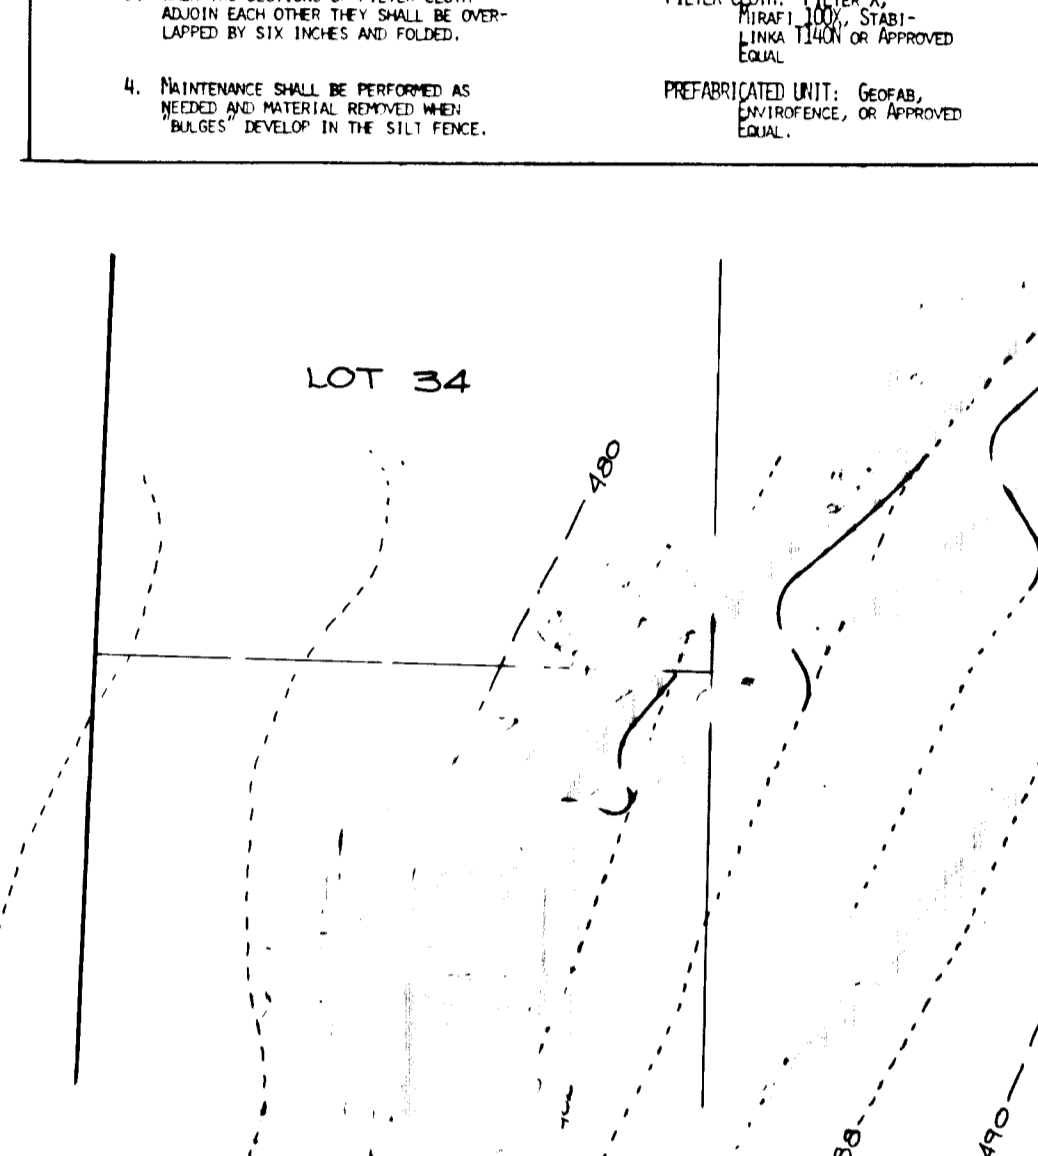 ADJOIN EACH OTHER THEY SHALL BE OVER-
LAPPED BY SIX INCHES AND FOLDED.
4. MAINTENANCE SHALL BE PERFORMED AS
NEEDED AND MATERIAL REMOVED WHEN
"BULGES" DEVELOP IN THE SILT FENCE.
MIRAFI 100X, STABI-
LINKA T140N OR APPROVED
EQUAL
PREFABRICATED UNIT: GEOFAB,
ENVIROFENCE, OR APPROVED
EQUAL.
LOT 34
480
88
490